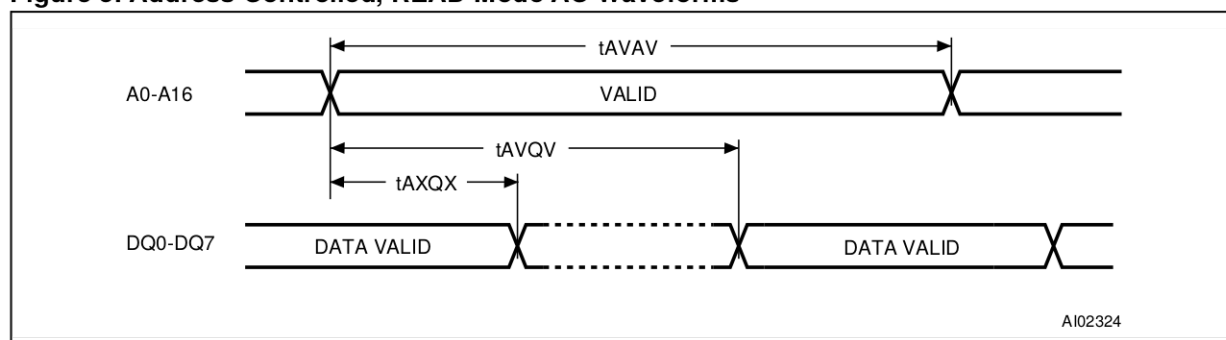 Figure Address Controlled, READ Mode AC Waveforms
tAVAV
A0-A16 VALID
tAVQV
tAXQX
DQ0-DQ7 DATA VALID DATA VALID
AI02324